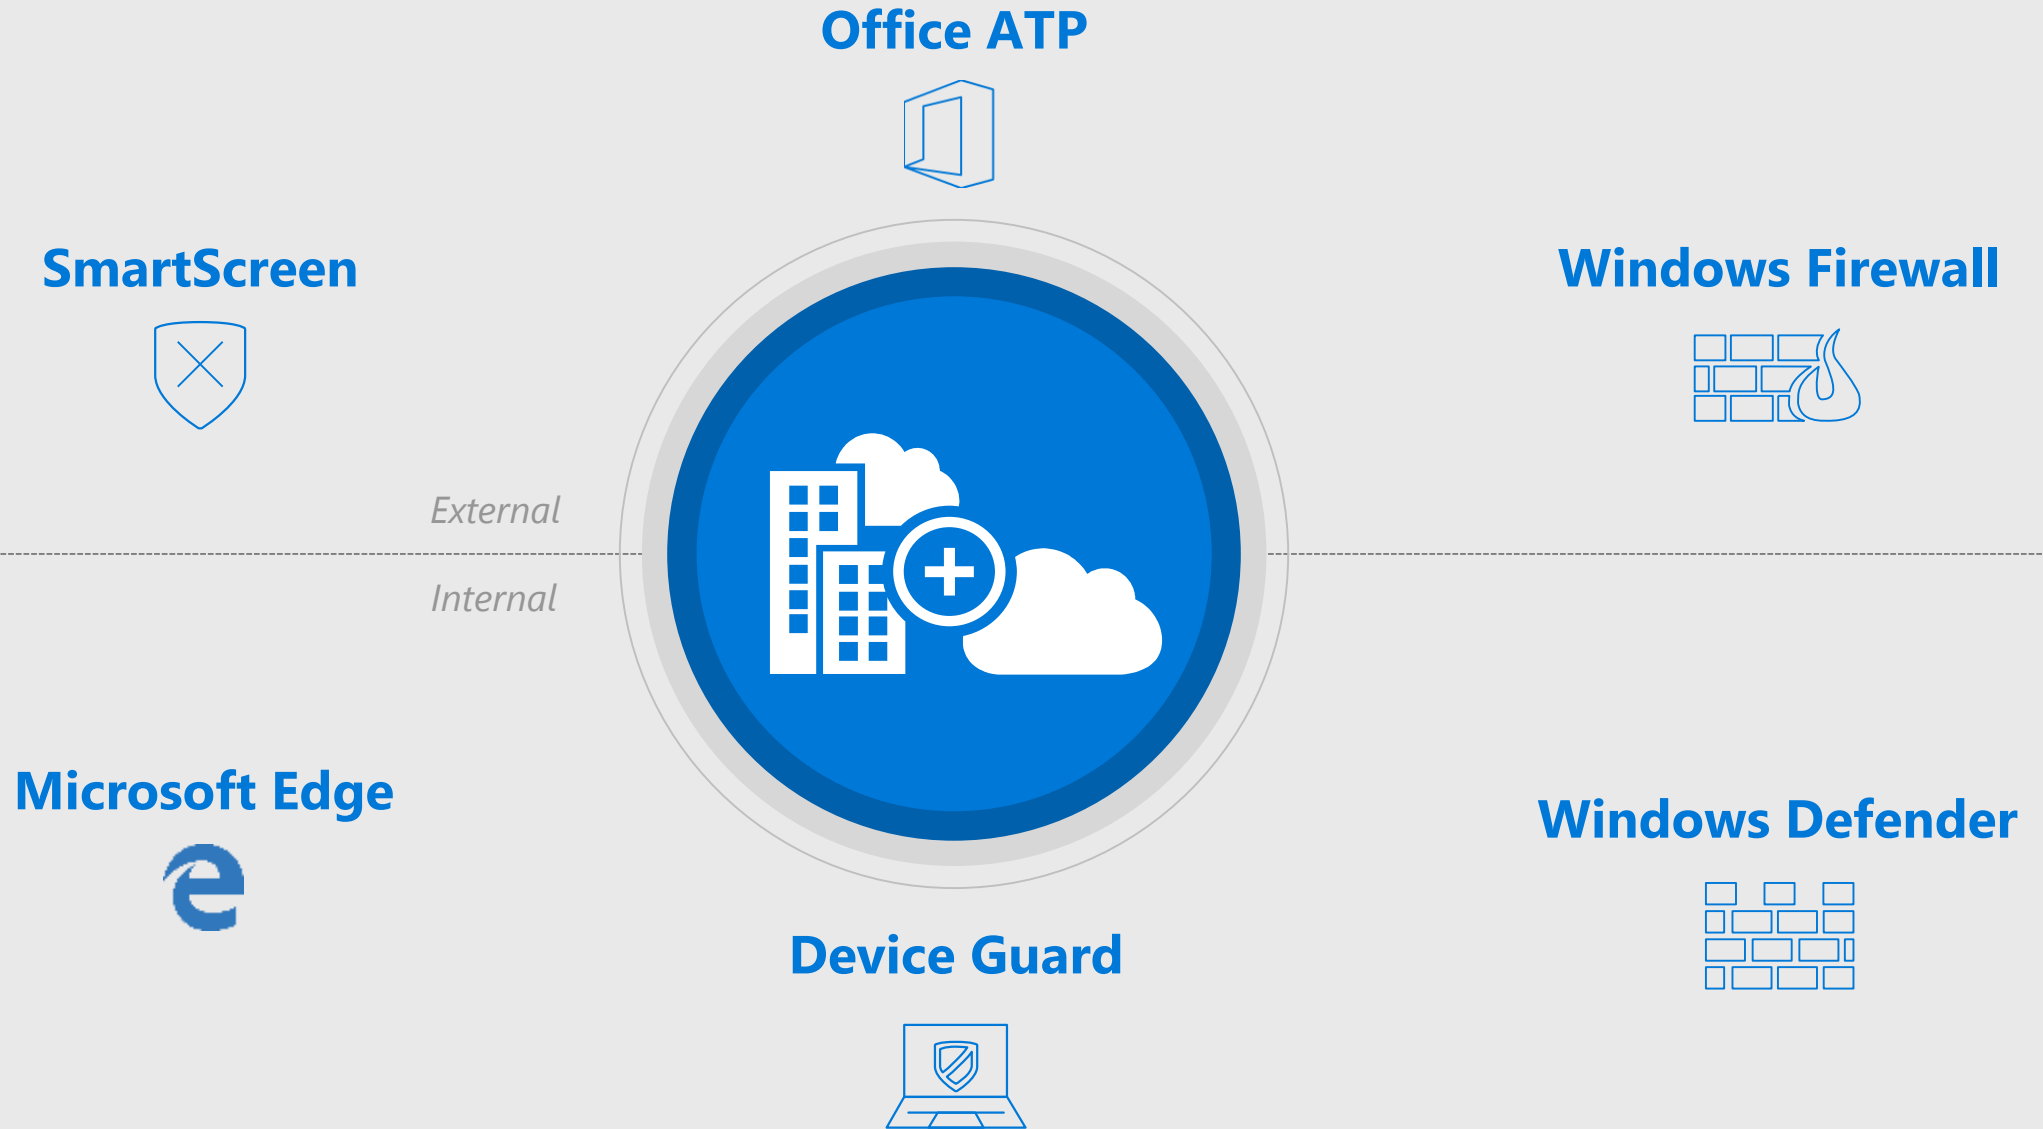 Office ATP
SmartScreen
Windows Firewall
External
Internal
Microsoft Edge
Windows Defender
Device Guard